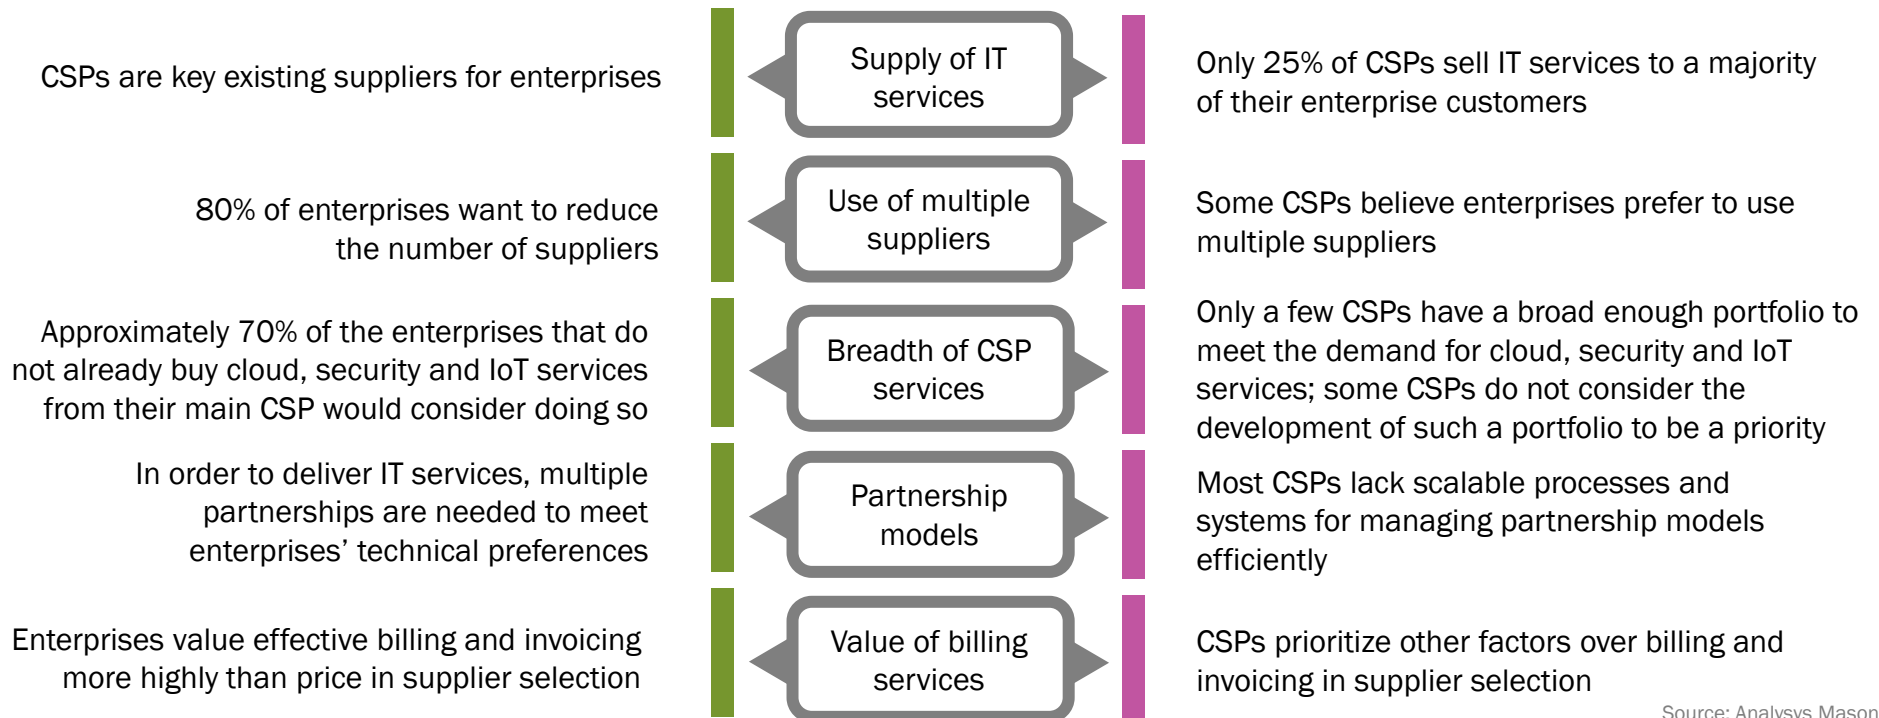 CSPs are key existing suppliers for enterprises
Supply of IT
services
Only 25% of CSPs sell IT services to a majority
of their enterprise customers
80% of enterprises want to reduce
the number of suppliers
Use of multiple
suppliers
Some CSPs believe enterprises prefer to use
multiple suppliers
Approximately 70% of the enterprises that do
not already buy cloud, security and IoT services
from their main CSP would consider doing so
Breadth of CSP
services
Only a few CSPs have a broad enough portfolio to
meet the demand for cloud, security and IoT
services; some CSPs do not consider the
development of such a portfolio to be a priority
In order to deliver IT services, multiple
partnerships are needed to meet
enterprises’ technical preferences
Partnership
models
Most CSPs lack scalable processes and
systems for managing partnership models
efficiently
Enterprises value effective billing and invoicing
more highly than price in supplier selection
Value of billing
services
CSPs prioritize other factors over billing and
invoicing in supplier selection
Source: Analysys Mason